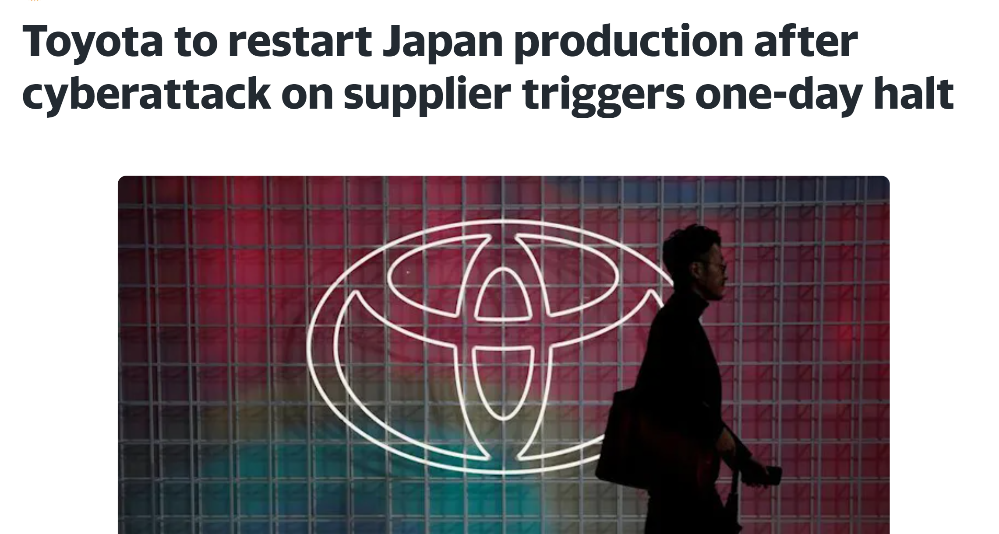 Toyota to restart Japan production after
cyberattack on supplier triggers one-day halt